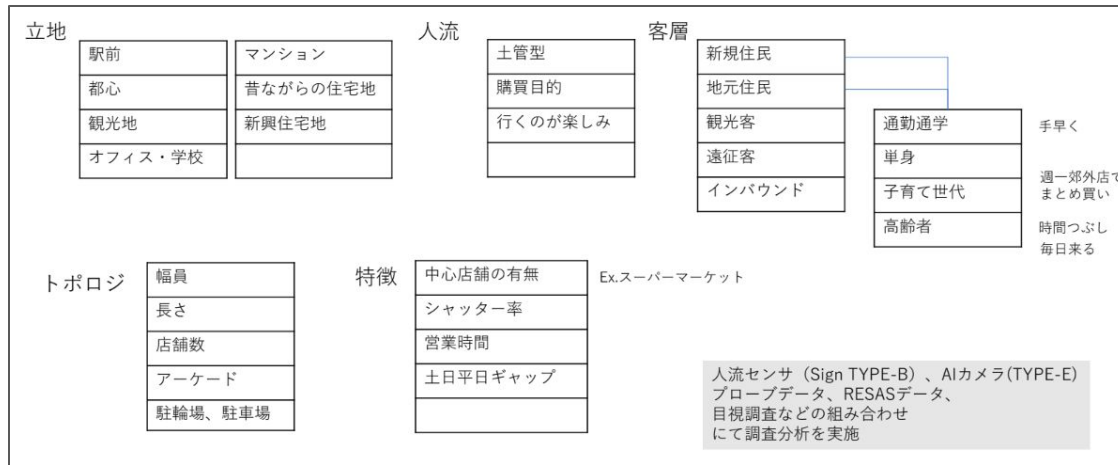 立地
駅前
都心
観光地
オフィス・学校
マンション
昔ながらの住宅地
新興住宅地
人流
土管型
購買目的
行くのが楽しみ
客層
新規住民
地元住民
観光客
遠征客
インバウンド
通勤通学
単身
子育て世代
高齢者
手早く
週一郊外店で
まとめ買い
時間つぶし
毎日来る
トポロジ
幅員
長さ
店舗数
アーケード
駐輪場、駐車場
特徴
中心店舗の有無
シャッター率
営業時間
土日平日ギャップ
Ex.スーパーマーケット
人流センサ（Sign TYPE-B）、AIカメラ(TYPE-E)
プローブデータ、RESASデータ、
目視調査などの組み合わせ
にて調査分析を実施